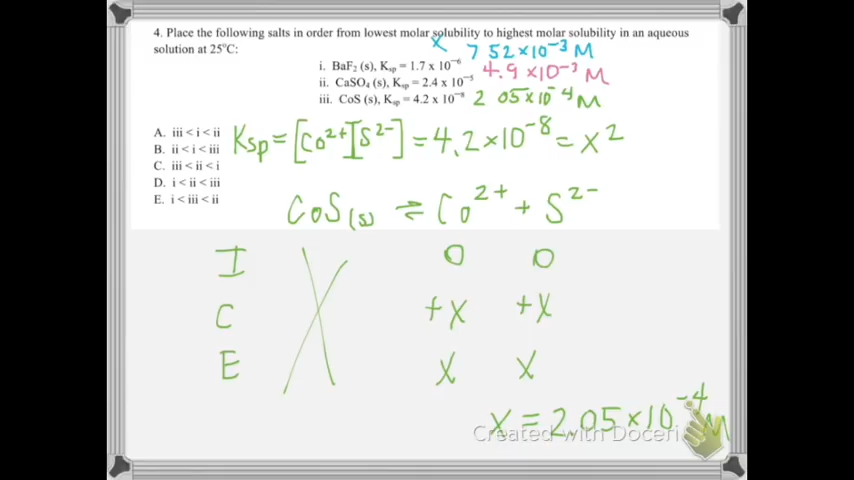 4. Place the following salts in order from lowest molar solubility to highest molar solubility in an aqueous
solution at 25°C:
x 7 52×10⁻³ M
i. BaF₂ (s), Ksp = 1.7 x 10⁻⁶ 4.9 ×10⁻³ M
ii. CaSO₄ (s), Ksp = 2.4 x 10⁻⁵
iii. CoS (s), Ksp = 4.2 x 10⁻⁸ 2 05×10⁻⁴ M
A. iii < i < ii
B. ii < i < iii
C. iii < ii < i
D. i < ii < iii
E. i < iii < ii
Ksp = [Co²⁺][S²⁻] = 4.2×10⁻⁸ = x²
CoS(s) ⇌ Co²⁺ + S²⁻
I 0 0
C +x +x
E x x
x = 2.05×10⁻⁴ M
Created with Doceri